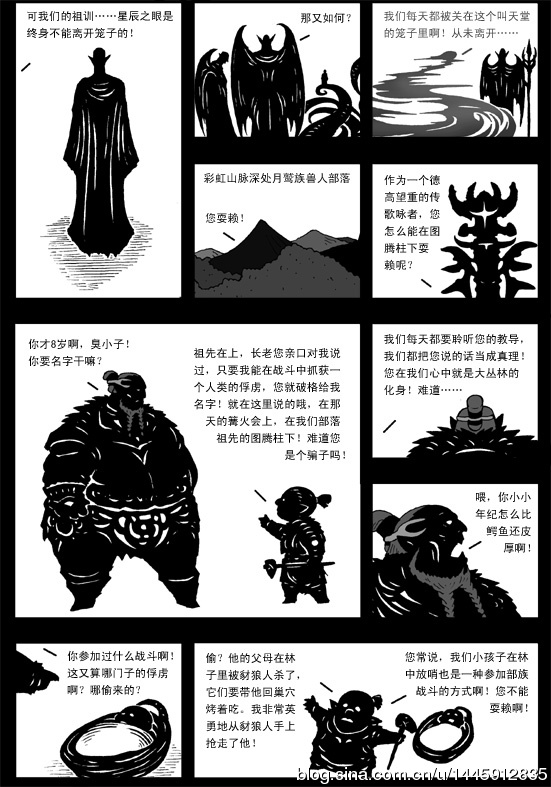 可我们的祖训……星辰之眼是
终身不能离开笼子的！
那又如何？
我们每天都被关在这个叫天堂
的笼子里啊！从未离开……
彩虹山脉深处月鹫族兽人部落
您耍赖！
作为一个德
高望重的传
歌咏者，您
怎么能在图
腾柱下耍
赖呢？
你才8岁啊，臭小子！
你要名字干嘛？
祖先在上，长老您亲口对我说
过，只要我能在战斗中抓获一
个人类的俘虏，您就破格给我
名字！就在这里说的哦，在那
天的篝火会上，在我们部落
祖先的图腾柱下！难道您
是个骗子吗！
我们每天都要聆听您的教导，
我们都把您说的话当成真理！
您在我们心中就是大丛林的
化身！难道……
喂，你小小
年纪怎么比
鳄鱼还皮
厚啊！
你参加过什么战斗啊！
这又算哪门子的俘虏
啊？哪偷来的？
偷？他的父母在林
子里被豺狼人杀了，
它们要带他回巢穴
烤着吃。我非常英
勇地从豺狼人手上
抢走了他！
您常说，我们小孩子在林
中放哨也是一种参加部族
战斗的方式啊！您不能
耍赖啊！
blog.sina.com.cn/u/1445912835